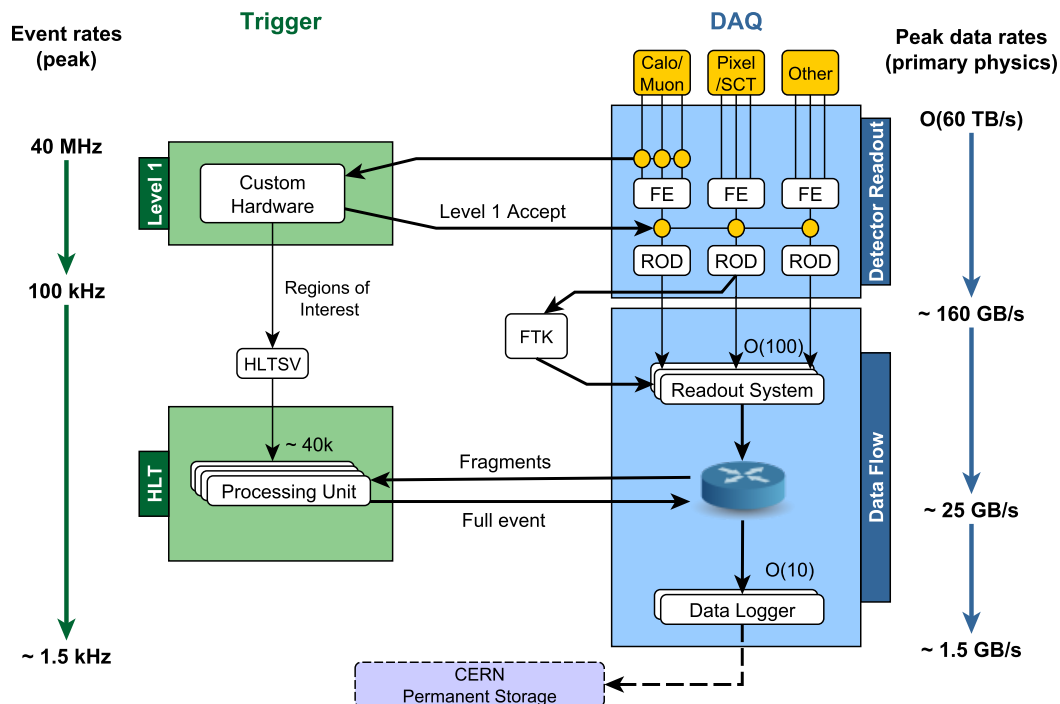 Event rates
(peak)
Trigger
DAQ
Peak data rates
(primary physics)
Calo/
Muon
Pixel
/SCT
Other
40 MHz
O(60 TB/s)
Level 1
Custom
Hardware
FE
FE
FE
Detector Readout
Level 1 Accept
ROD
ROD
ROD
100 kHz
Regions of
Interest
~ 160 GB/s
FTK
O(100)
HLTSV
Readout System
~ 40k
HLT
Processing Unit
Fragments
Full event
Data Flow
~ 25 GB/s
O(10)
Data Logger
~ 1.5 kHz
~ 1.5 GB/s
CERN
Permanent Storage